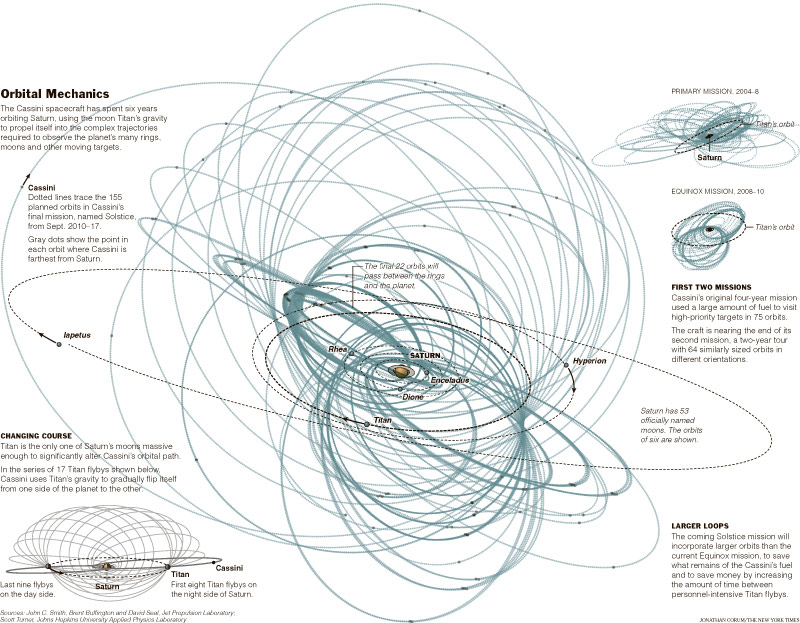 Orbital Mechanics
The Cassini spacecraft has spent six years
orbiting Saturn, using the moon Titan's gravity
to propel itself into the complex trajectories
required to observe the planet's many rings,
moons and other moving targets.
Cassini
Dotted lines trace the 155
planned orbits in Cassini's
final mission, named Solstice,
from Sept. 2010–17.
Gray dots show the point in
each orbit where Cassini is
farthest from Saturn.
PRIMARY MISSION, 2004–8
Titan's orbit
Saturn
EQUINOX MISSION, 2008–10
Titan's orbit
FIRST TWO MISSIONS
Cassini's original four-year mission
used a large amount of fuel to visit
high-priority targets in 75 orbits.
The craft is nearing the end of its
second mission, a two-year tour
with 64 similarly sized orbits in
different orientations.
The final 22 orbits will
pass between the rings
and the planet.
Iapetus
Rhea
SATURN
Enceladus
Dione
Titan
Hyperion
Saturn has 53
officially named
moons. The orbits
of six are shown.
CHANGING COURSE
Titan is the only one of Saturn's moons massive
enough to significantly alter Cassini's orbital path.
In the series of 17 Titan flybys shown below,
Cassini uses Titan's gravity to gradually flip itself
from one side of the planet to the other.
Cassini
Titan
Saturn
Last nine flybys
on the day side.
First eight Titan flybys on
the night side of Saturn.
LARGER LOOPS
The coming Solstice mission will
incorporate larger orbits than the
current Equinox mission, to save
what remains of the Cassini's fuel
and to save money by increasing
the amount of time between
personnel-intensive Titan flybys.
Sources: John C. Smith, Brent Buffington and David Seal, Jet Propulsion Laboratory;
Scott Turner, Johns Hopkins University Applied Physics Laboratory
JONATHAN CORUM/THE NEW YORK TIMES